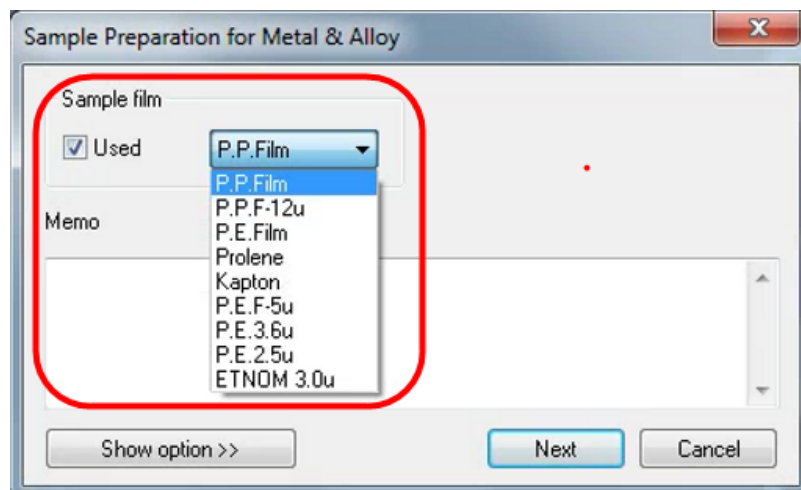 Sample Preparation for Metal & Alloy
Sample film
Used
P.P.Film
P.P.Film
P.P.F-12u
P.E.Film
Prolene
Kapton
P.E.F-5u
P.E.3.6u
P.E.2.5u
ETNOM 3.0u
Memo
Show option >>
Next
Cancel